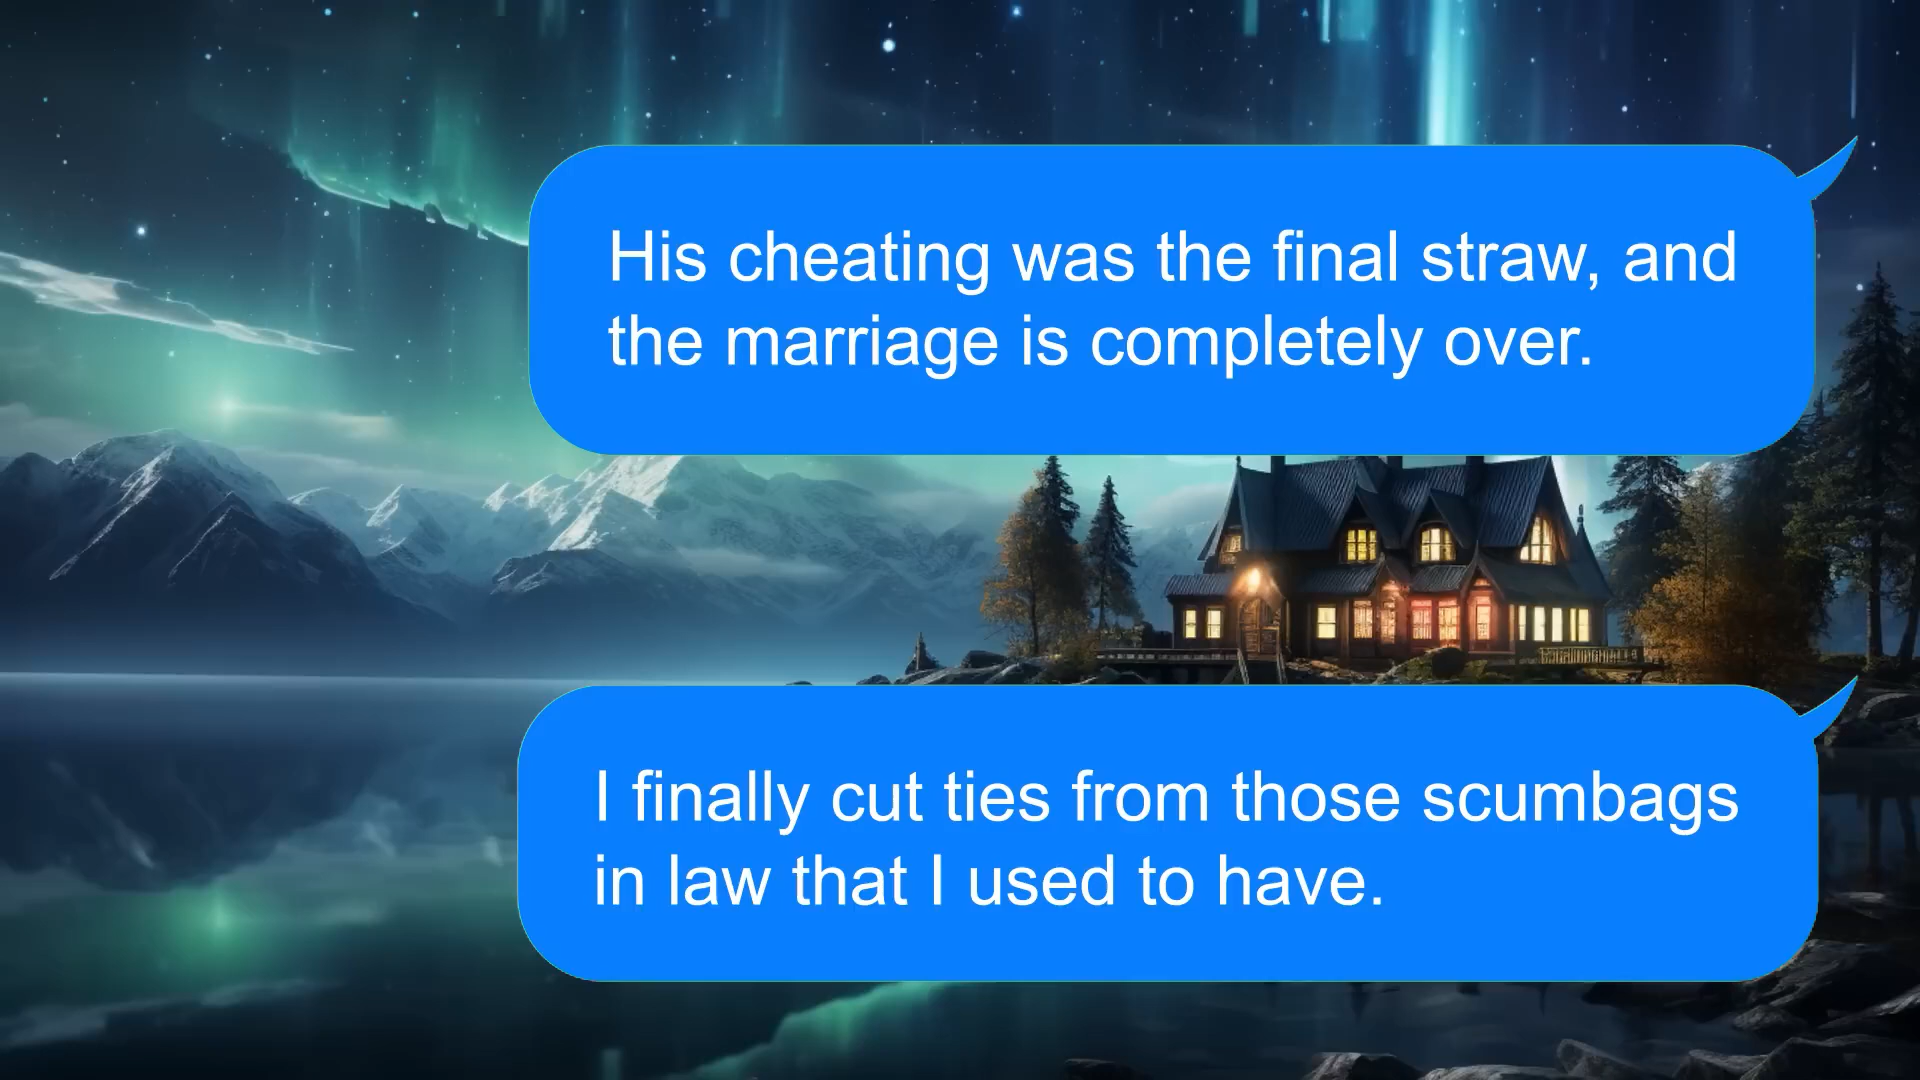 His cheating was the final straw, and
the marriage is completely over.
I finally cut ties from those scumbags
in law that I used to have.